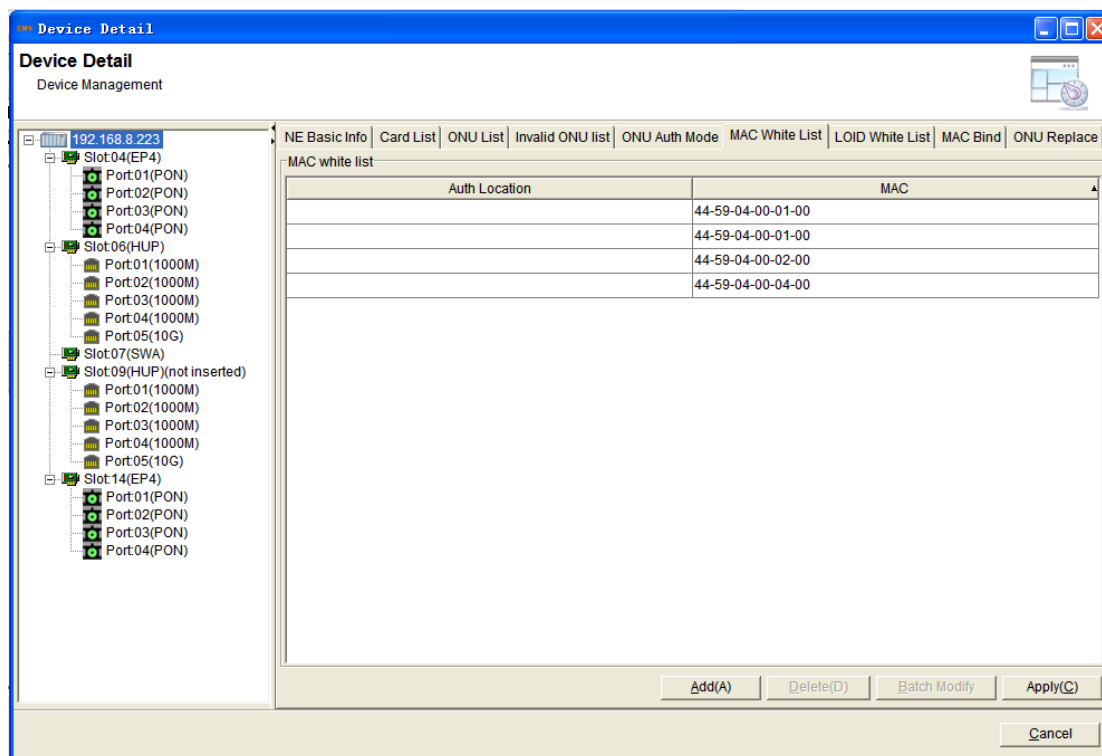 EMS Device Detail
Device Detail
Device Management
192.168.8.223
Slot:04(EP4)
Port:01(PON)
Port:02(PON)
Port:03(PON)
Port:04(PON)
Slot:06(HUP)
Port:01(1000M)
Port:02(1000M)
Port:03(1000M)
Port:04(1000M)
Port:05(10G)
Slot:07(SWA)
Slot:09(HUP)(not inserted)
Port:01(1000M)
Port:02(1000M)
Port:03(1000M)
Port:04(1000M)
Port:05(10G)
Slot:14(EP4)
Port:01(PON)
Port:02(PON)
Port:03(PON)
Port:04(PON)
NE Basic Info Card List ONU List Invalid ONU list ONU Auth Mode MAC White List LOID White List MAC Bind ONU Replace
MAC white list
Auth Location MAC
44-59-04-00-01-00
44-59-04-00-01-00
44-59-04-00-02-00
44-59-04-00-04-00
Add(A) Delete(D) Batch Modify Apply(C)
Cancel